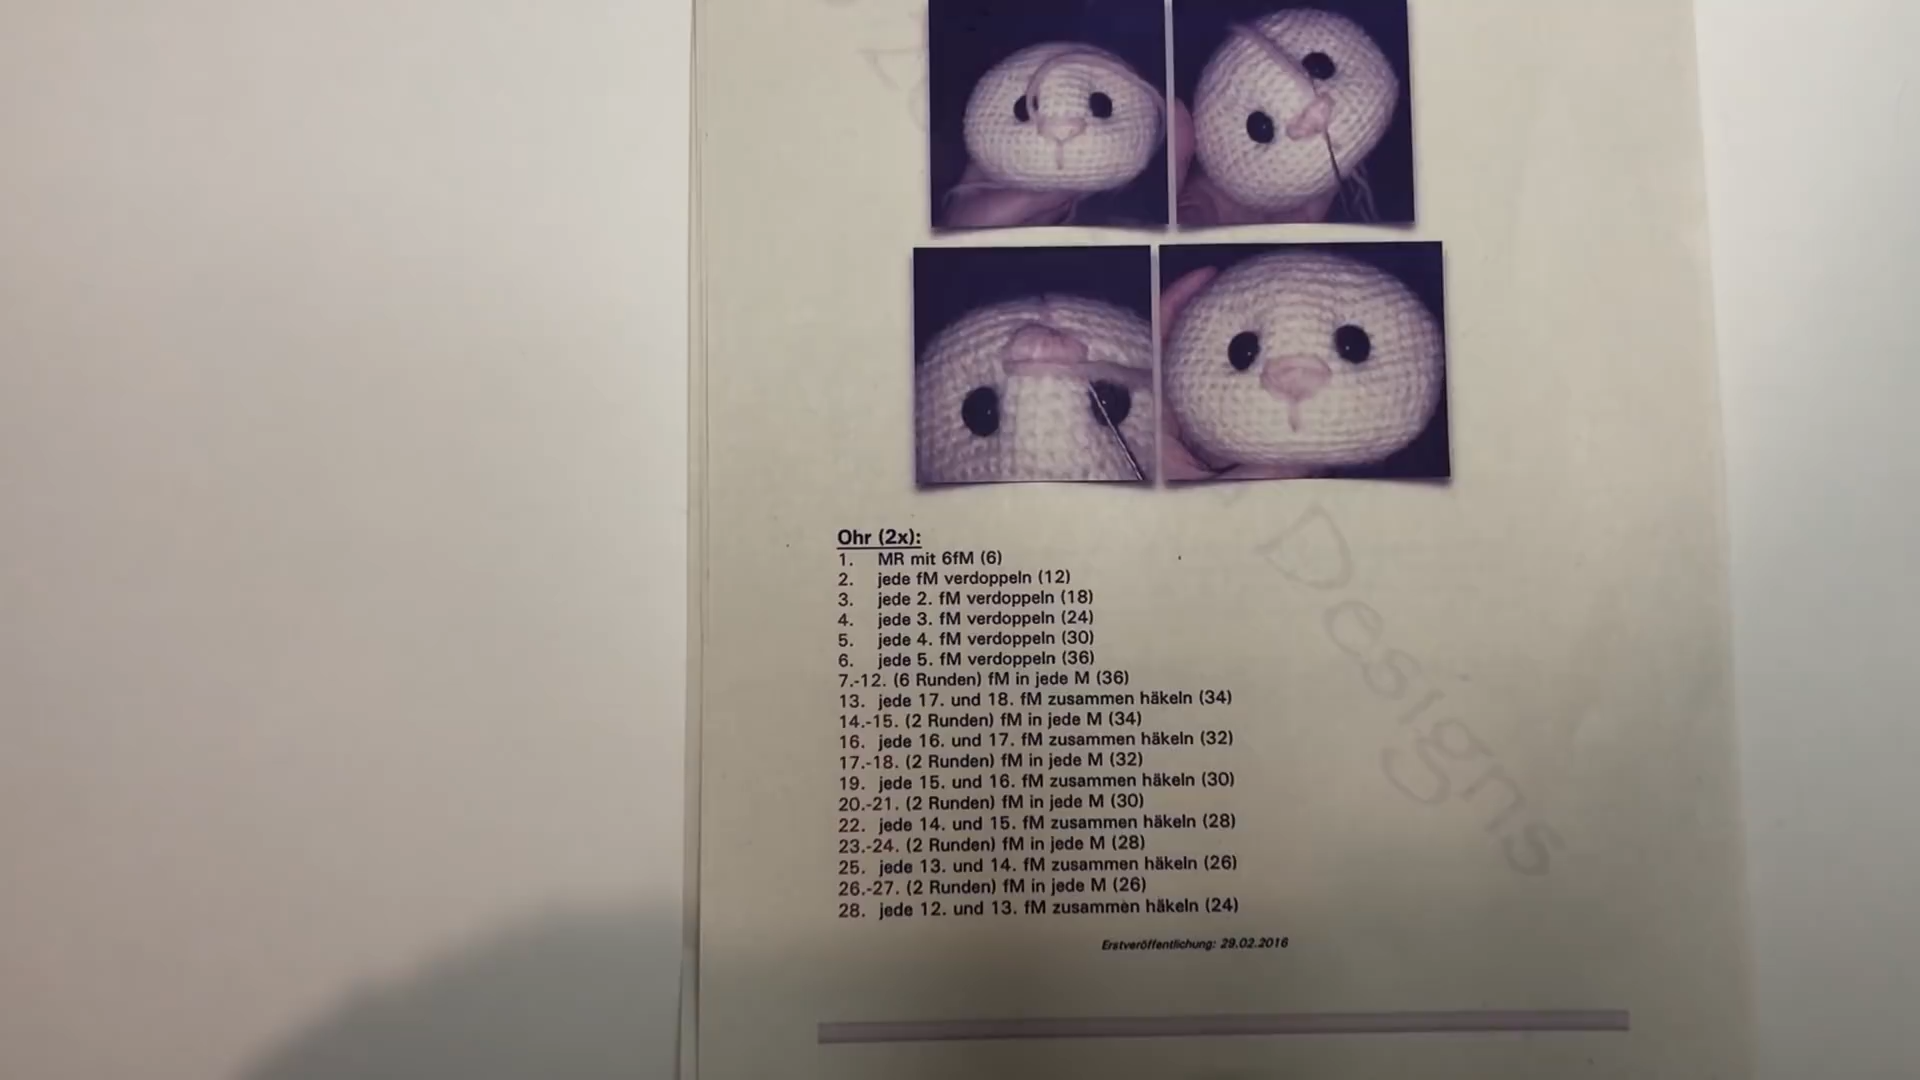 Ohr (2x):
1. MR mit 6fM (6)
2. jede fM verdoppeln (12)
3. jede 2. fM verdoppeln (18)
4. jede 3. fM verdoppeln (24)
5. jede 4. fM verdoppeln (30)
6. jede 5. fM verdoppeln (36)
7.-12. (6 Runden) fM in jede M (36)
13. jede 17. und 18. fM zusammen häkeln (34)
14.-15. (2 Runden) fM in jede M (34)
16. jede 16. und 17. fM zusammen häkeln (32)
17.-18. (2 Runden) fM in jede M (32)
19. jede 15. und 16. fM zusammen häkeln (30)
20.-21. (2 Runden) fM in jede M (30)
22. jede 14. und 15. fM zusammen häkeln (28)
23.-24. (2 Runden) fM in jede M (28)
25. jede 13. und 14. fM zusammen häkeln (26)
26.-27. (2 Runden) fM in jede M (26)
28. jede 12. und 13. fM zusammen häkeln (24)
Erstveröffentlichung: 29.02.2016
Designs